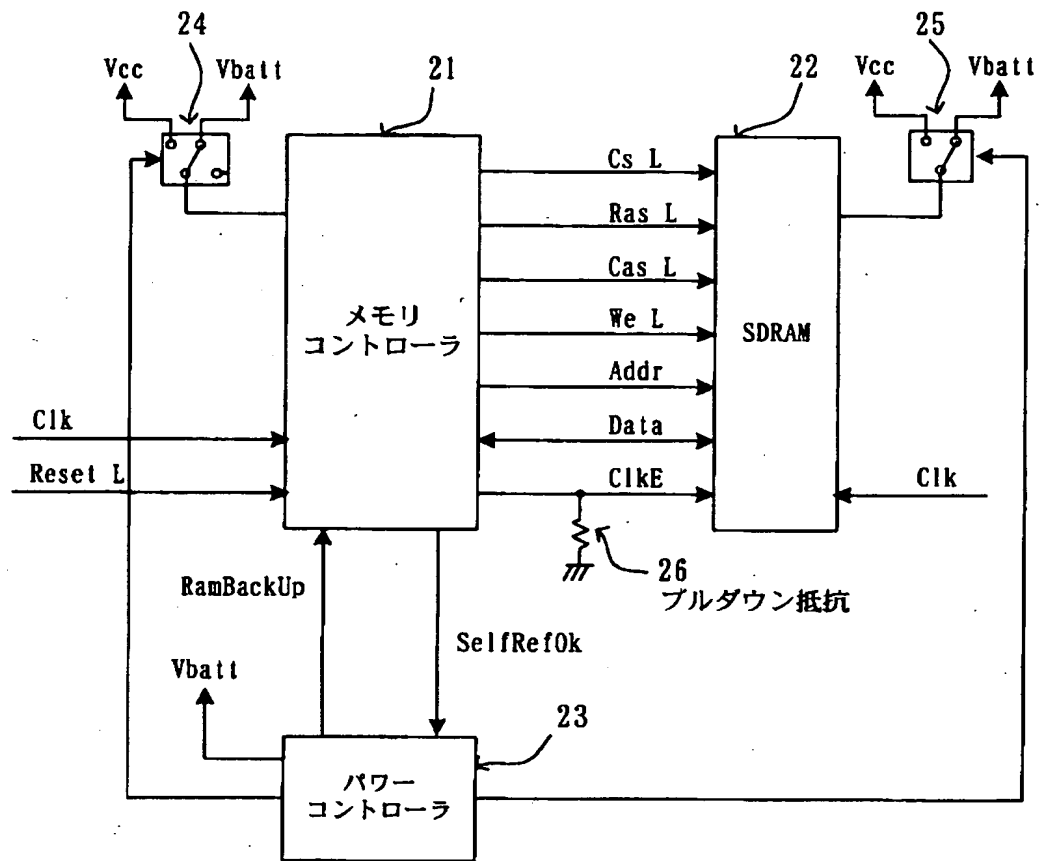 24
Vcc
Vbatt
21
22
25
Vcc
Vbatt
Cs L
Ras L
Cas L
We L
Addr
Data
ClkE
メモリ
コントローラ
SDRAM
Clk
Reset L
Clk
26
プルダウン抵抗
RamBackUp
SelfRefOk
Vbatt
23
パワー
コントローラ